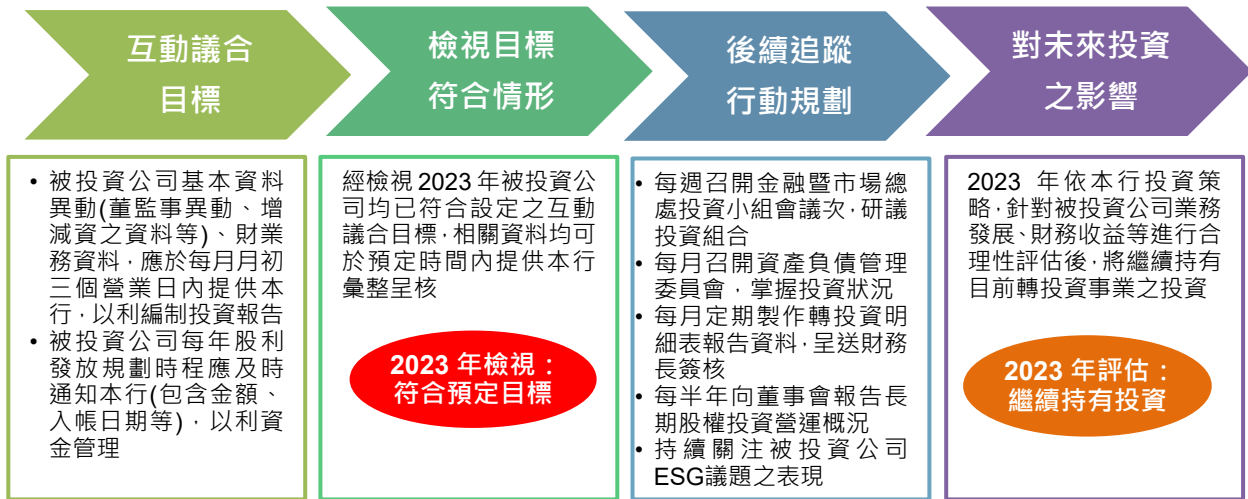 互動議合
目標
檢視目標
符合情形
後續追蹤
行動規劃
對未來投資
之影響
• 被投資公司基本資料
異動(董監事異動、增
減資之資料等)、財業
務資料，應於每月月初
三個營業日內提供本
行，以利編制投資報告
• 被投資公司每年股利
發放規劃時程應及時
通知本行(包含金額、
入帳日期等)，以利資
金管理
經檢視 2023 年被投資公
司均已符合設定之互動
議合目標，相關資料均可
於預定時間內提供本行
彙整呈核
2023 年檢視：
符合預定目標
• 每週召開金融暨市場總
處投資小組會議次，研議
投資組合
• 每月召開資產負債管理
委員會，掌握投資狀況
• 每月定期製作轉投資明
細表報告資料，呈送財務
長簽核
• 每半年向董事會報告長
期股權投資營運概況
• 持續關注被投資公司
ESG議題之表現
2023 年依本行投資策
略，針對被投資公司業務
發展、財務收益等進行合
理性評估後，將繼續持有
目前轉投資事業之投資
2023 年評估：
繼續持有投資